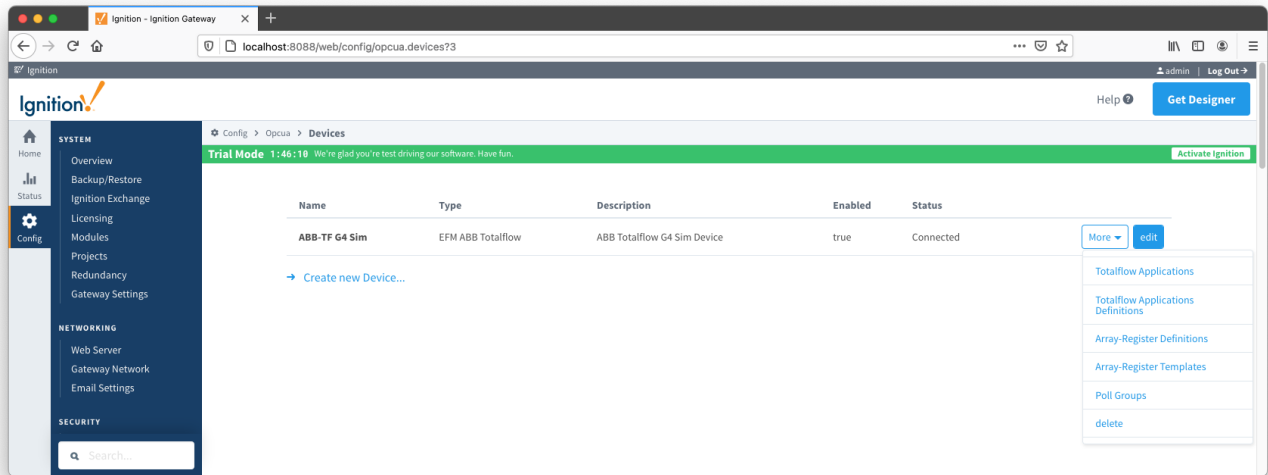 Ignition - Ignition Gateway
localhost:8088/web/config/opcua.devices?3
Ignition
admin | Log Out
Ignition!
Help
Get Designer
Home
Status
Config
SYSTEM
Overview
Backup/Restore
Ignition Exchange
Licensing
Modules
Projects
Redundancy
Gateway Settings
NETWORKING
Web Server
Gateway Network
Email Settings
SECURITY
Search...
Config > Opcua > Devices
Trial Mode 1:46:10 We're glad you're test driving our software. Have fun.
Activate Ignition
Name Type Description Enabled Status
ABB-TF G4 Sim EFM ABB Totalflow ABB Totalflow G4 Sim Device true Connected
More edit
Create new Device...
Totalflow Applications
Totalflow Applications
Definitions
Array-Register Definitions
Array-Register Templates
Poll Groups
delete